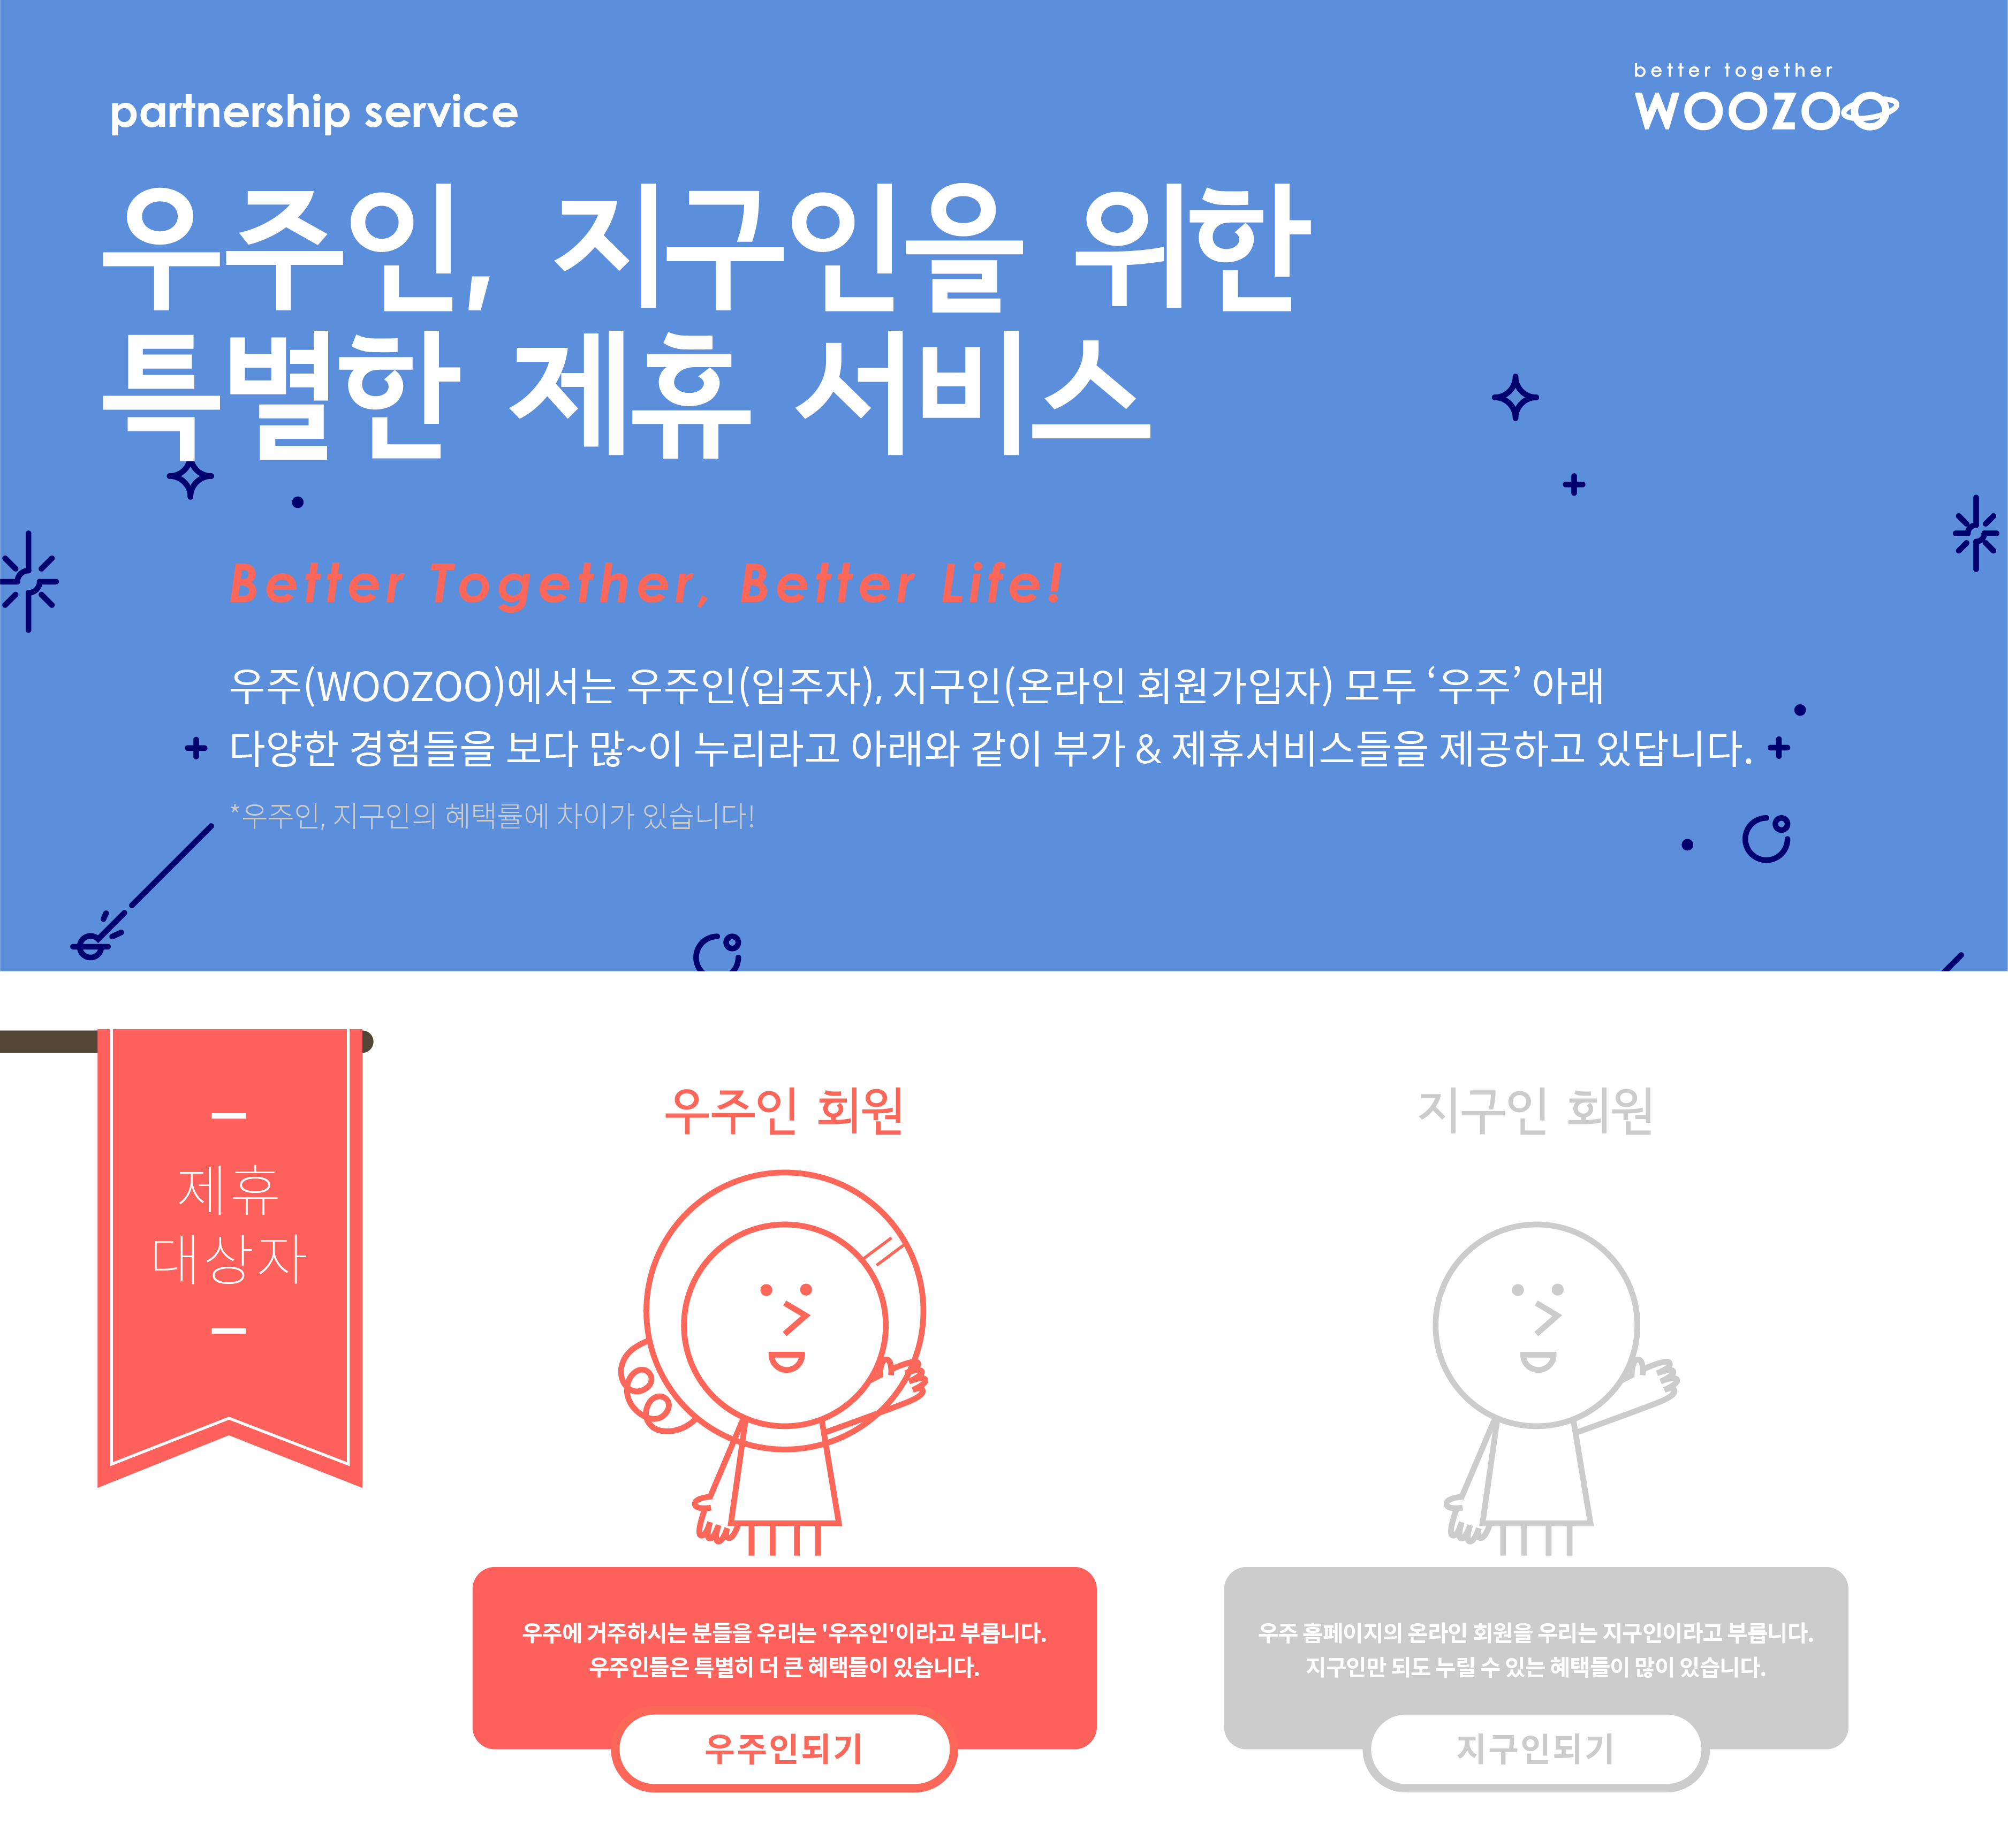 partnership service
better together
WOOZOO
우주인, 지구인을 위한
특별한 제휴 서비스
Better Together, Better Life!
우주(WOOZOO)에서는 우주인(입주자), 지구인(온라인 회원가입자) 모두 ‘우주’ 아래
다양한 경험들을 보다 많~이 누리라고 아래와 같이 부가 & 제휴서비스들을 제공하고 있답니다.
*우주인, 지구인의 혜택률에 차이가 있습니다!
제휴
대상자
우주인 회원
우주에 거주하시는 분들을 우리는 '우주인'이라고 부릅니다.
우주인들은 특별히 더 큰 혜택들이 있습니다.
우주인되기
지구인 회원
우주 홈페이지의 온라인 회원을 우리는 지구인이라고 부릅니다.
지구인만 되도 누릴 수 있는 혜택들이 많이 있습니다.
지구인되기